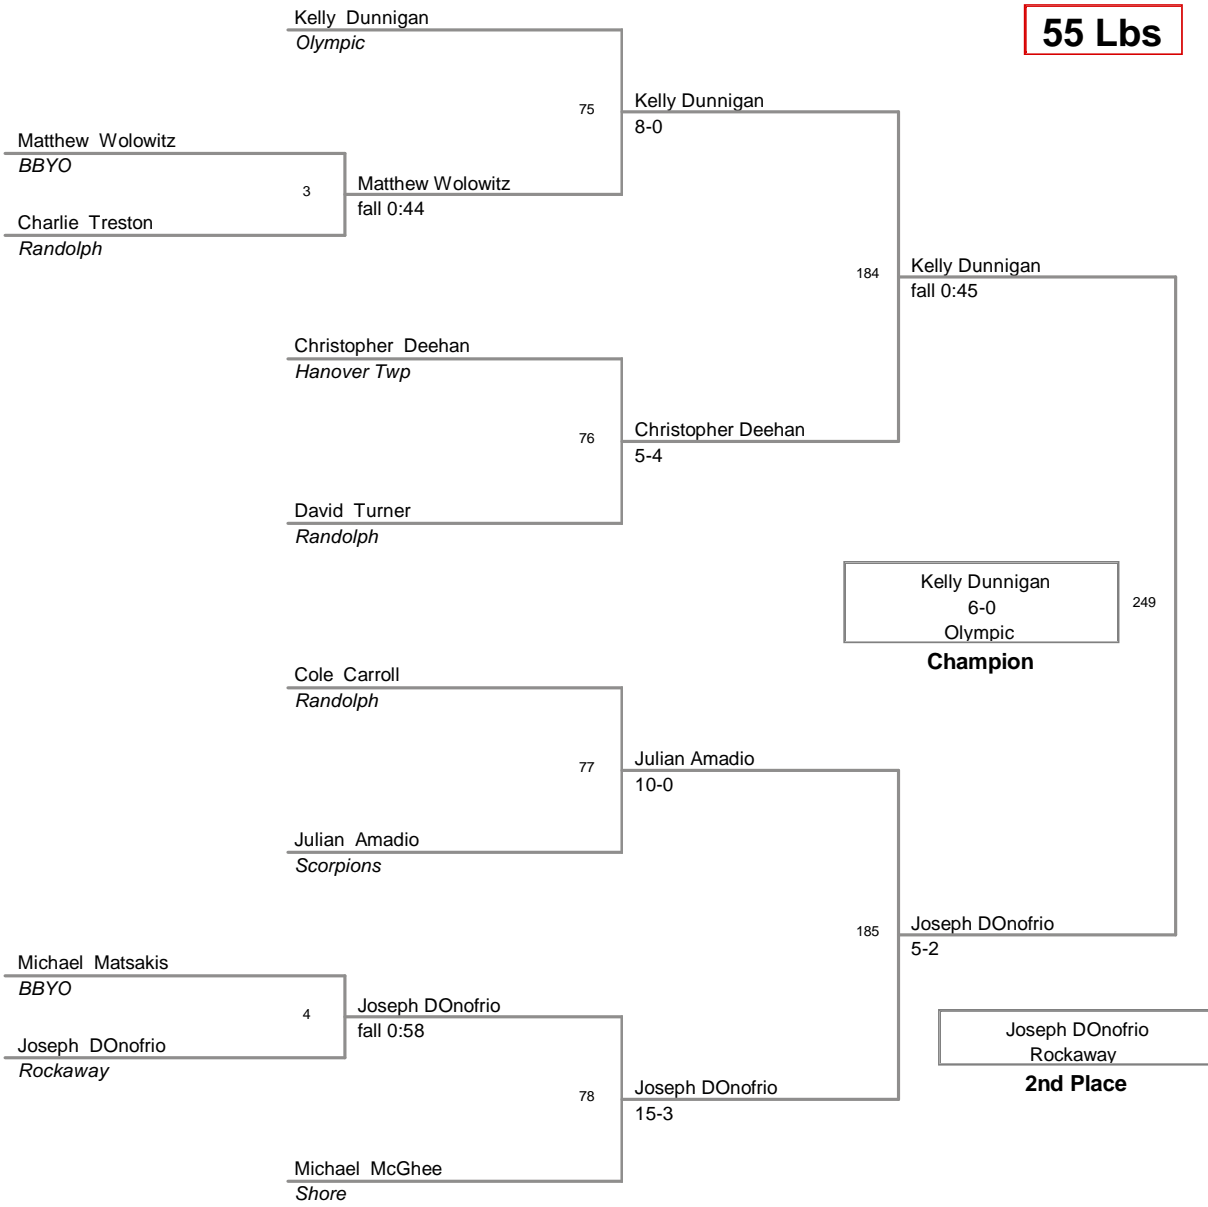 Kelly Dunnigan
Olympic
55 Lbs
75
Kelly Dunnigan
8-0
Matthew Wolowitz
BBYO
3
Matthew Wolowitz
fall 0:44
Charlie Treston
Randolph
184
Kelly Dunnigan
fall 0:45
Christopher Deehan
Hanover Twp
76
Christopher Deehan
5-4
David Turner
Randolph
Kelly Dunnigan
6-0
Olympic
Champion
249
Cole Carroll
Randolph
77
Julian Amadio
10-0
Julian Amadio
Scorpions
185
Joseph DOnofrio
5-2
Michael Matsakis
BBYO
4
Joseph DOnofrio
fall 0:58
Joseph DOnofrio
Rockaway
Joseph DOnofrio
Rockaway
2nd Place
78
Joseph DOnofrio
15-3
Michael McGhee
Shore